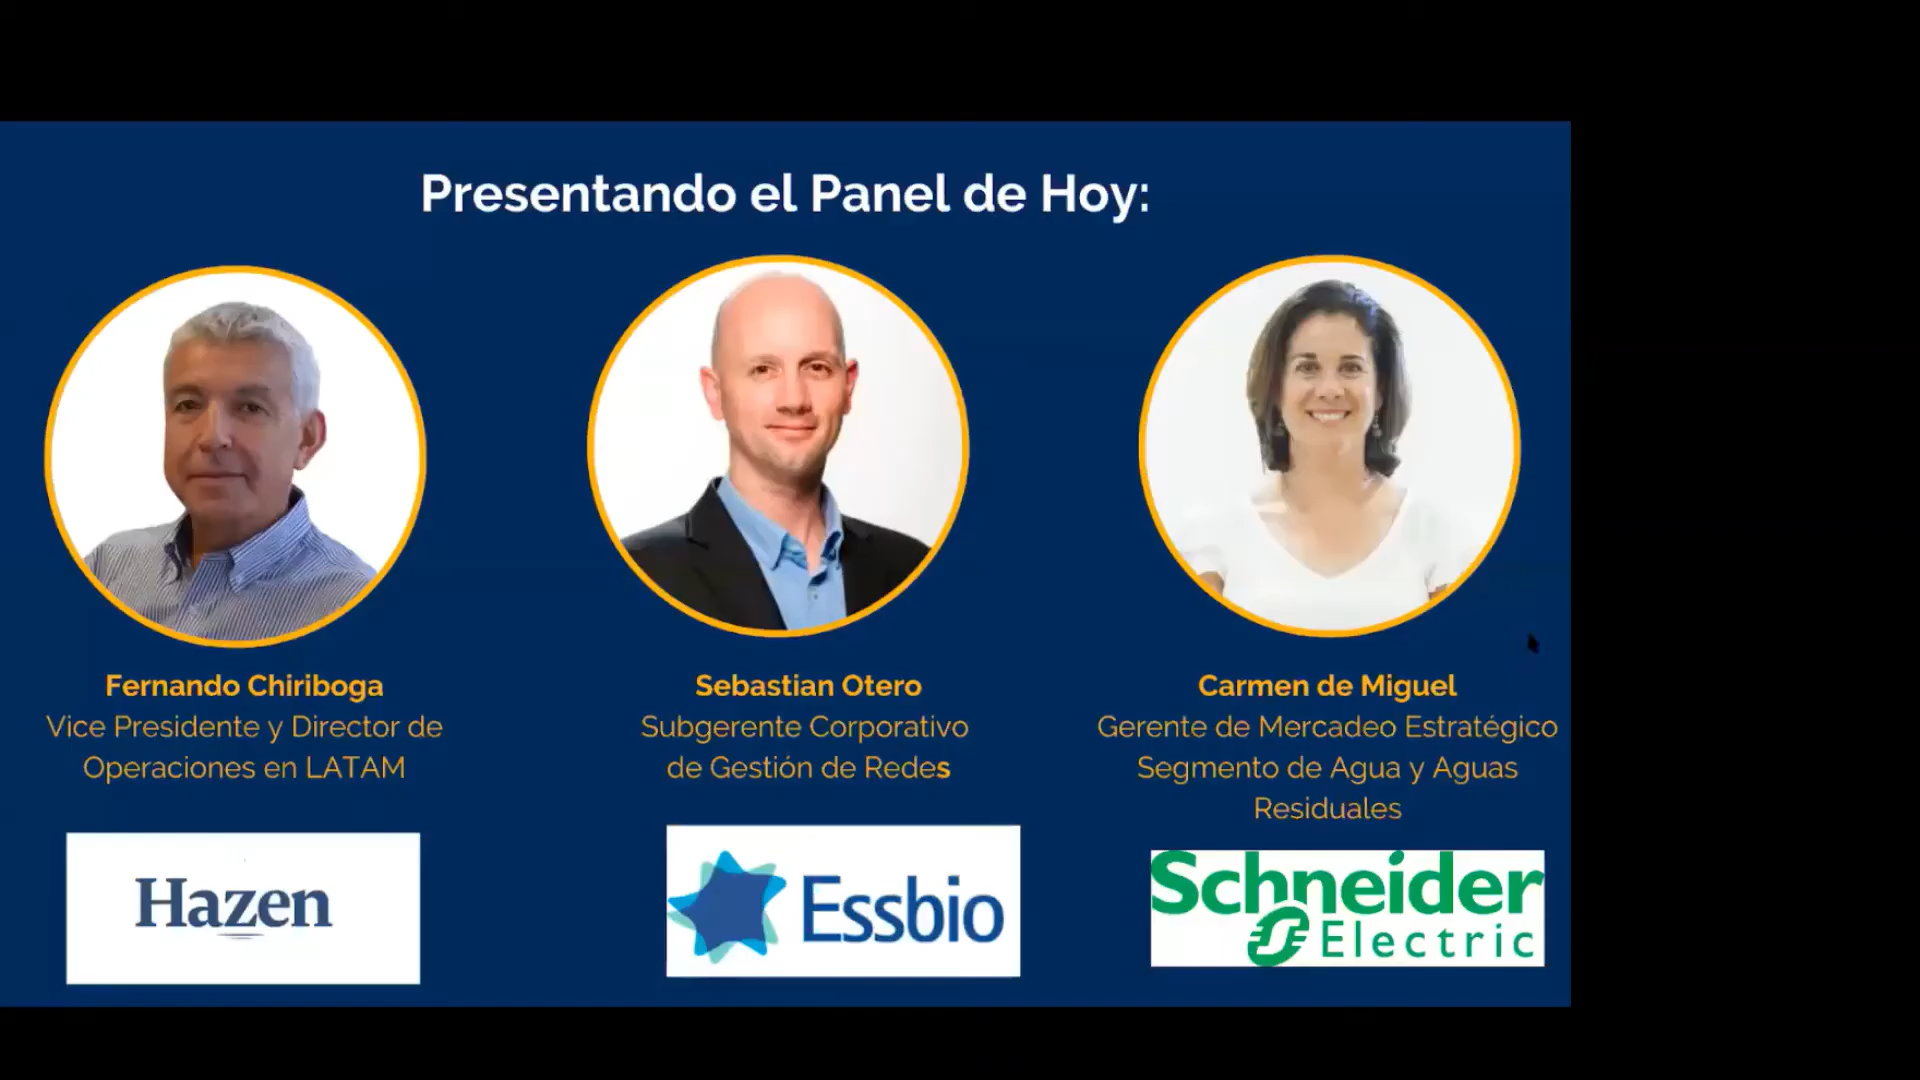 Presentando el Panel de Hoy:
Fernando Chiriboga
Vice Presidente y Director de
Operaciones en LATAM
Hazen
Sebastian Otero
Subgerente Corporativo
de Gestión de Redes
Essbio
Carmen de Miguel
Gerente de Mercadeo Estratégico
Segmento de Agua y Aguas
Residuales
Schneider
Electric